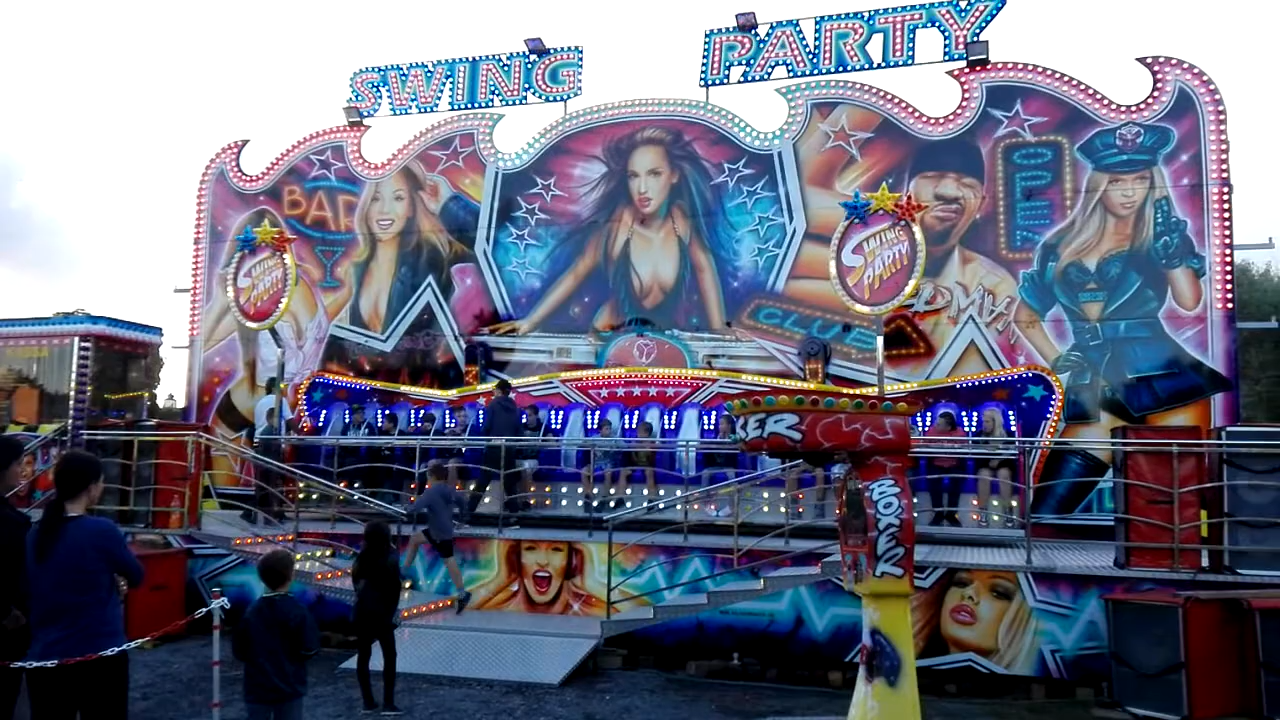 SWING PARTY
BAR
OPEN
SWING
PARTY
SWING
PARTY
CLUB
BOXER